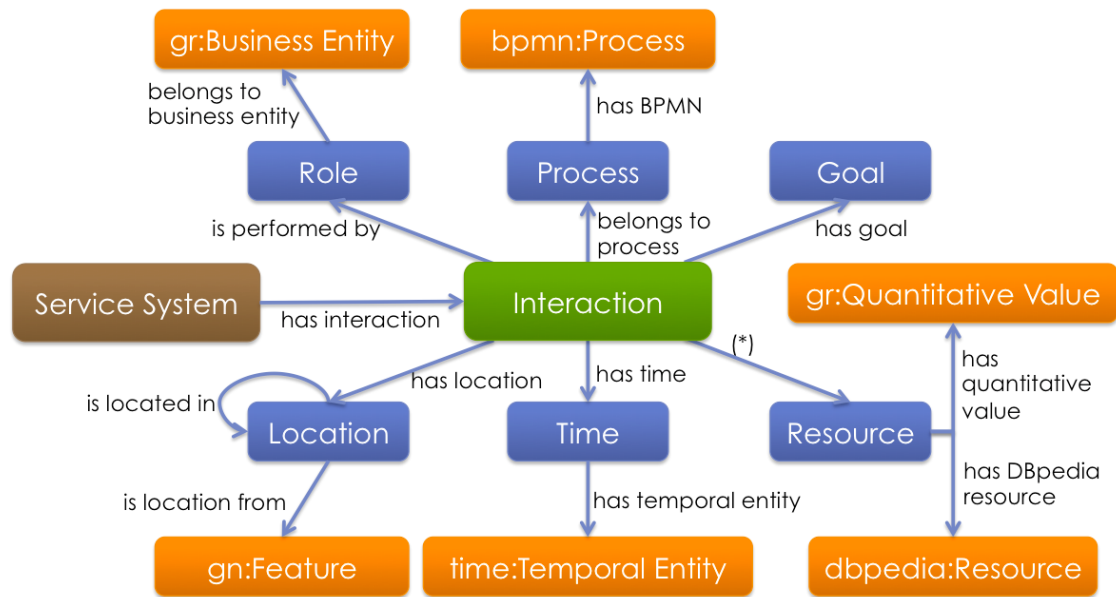 gr:Business Entity
bpmn:Process
belongs to
business entity
has BPMN
Role
Process
Goal
is performed by
belongs to
process
has goal
Service System
has interaction
Interaction
gr:Quantitative Value
(*)
has location
has time
has
quantitative
value
is located in
Location
Time
Resource
is location from
has temporal entity
has DBpedia
resource
gn:Feature
time:Temporal Entity
dbpedia:Resource